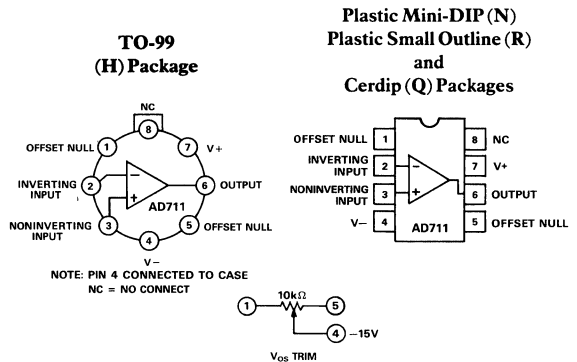 TO-99
(H) Package
NC
8
OFFSET NULL 1
7 V+
INVERTING
INPUT
2
−
6 OUTPUT
+
AD711
NONINVERTING
INPUT
3
5 OFFSET NULL
4
V−
NOTE: PIN 4 CONNECTED TO CASE
NC = NO CONNECT
Plastic Mini-DIP (N)
Plastic Small Outline (R)
and
Cerdip (Q) Packages
OFFSET NULL 1
8 NC
INVERTING
INPUT
2
−
7 V+
NONINVERTING
INPUT
3
+
6 OUTPUT
V− 4
AD711
5 OFFSET NULL
10kΩ
1
5
4 −15V
VOS TRIM